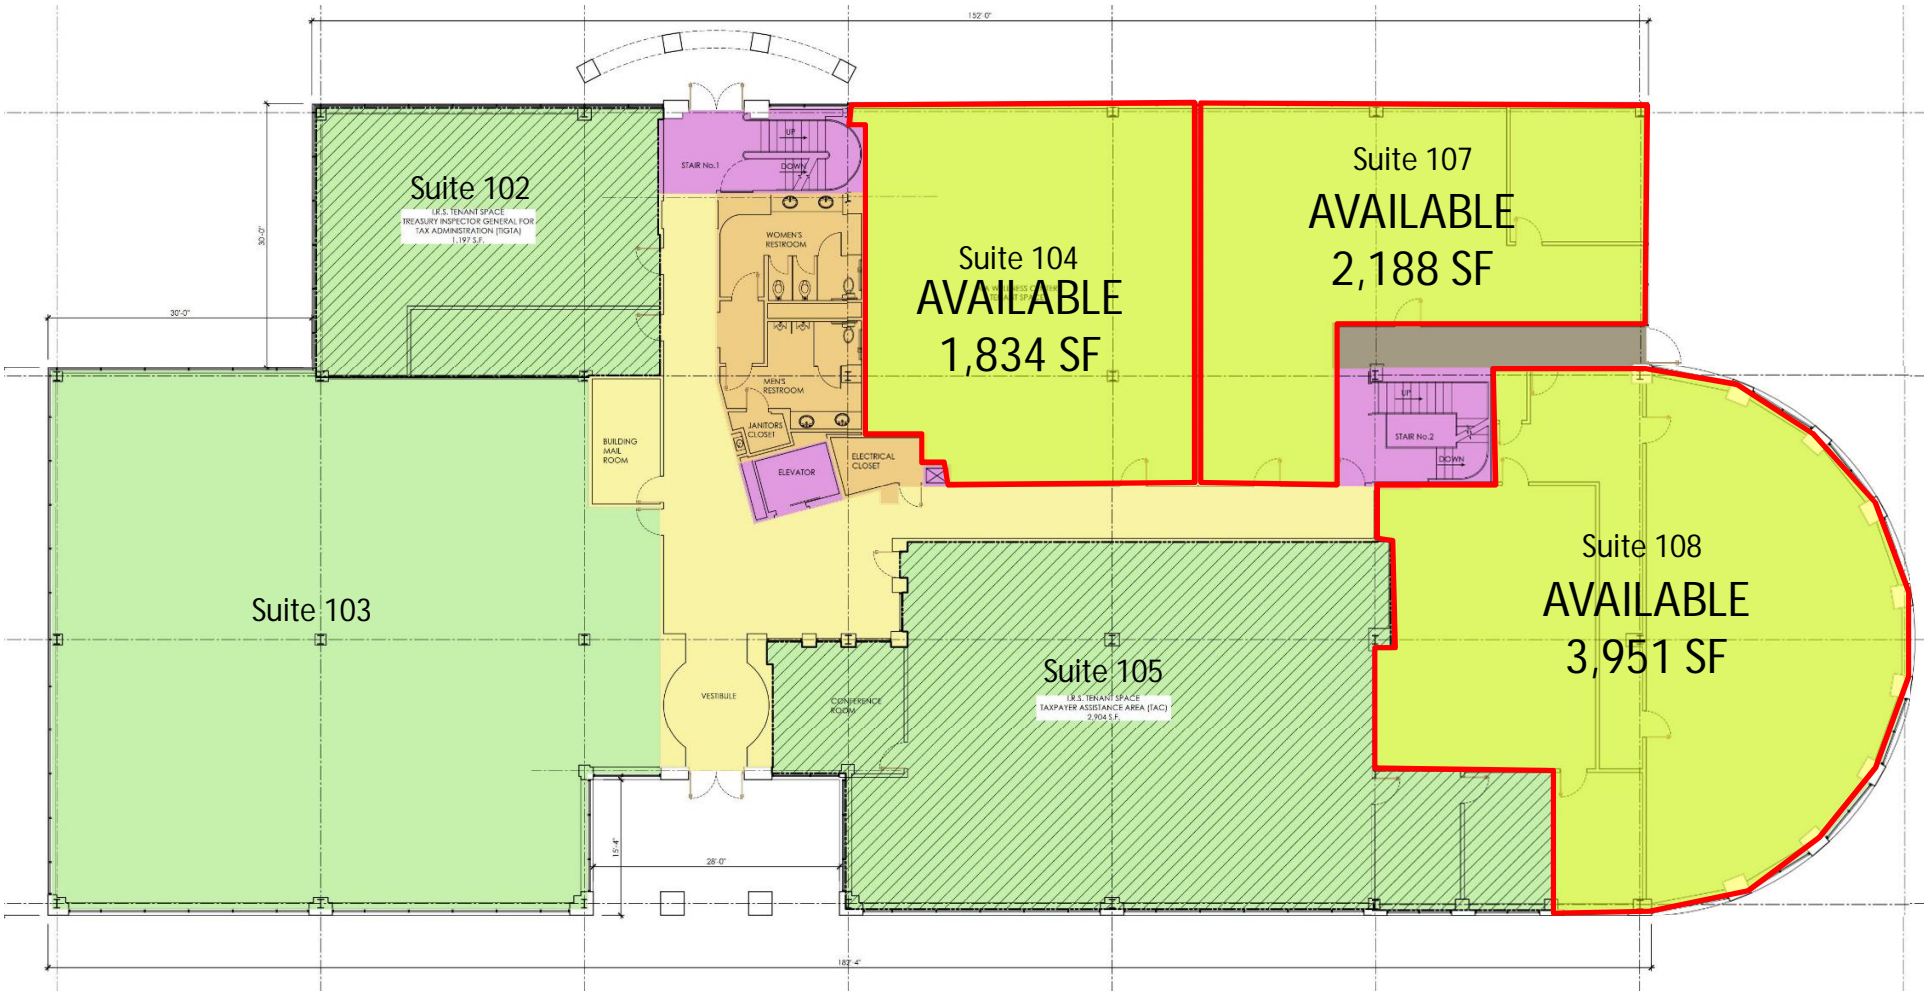 152'-0"
30'-0"
30'-0"
Suite 102
I.R.S. TENANT SPACE
TREASURY INSPECTOR GENERAL FOR
TAX ADMINISTRATION (TIGTA)
1,197 S.F.
STAIR No.1
UP
DOWN
WOMEN'S
RESTROOM
MEN'S
RESTROOM
JANITORS
CLOSET
ELEVATOR
ELECTRICAL
CLOSET
BUILDING
MAIL
ROOM
Suite 104
AVAILABLE
1,834 SF
Suite 107
AVAILABLE
2,188 SF
UP
STAIR No.2
DOWN
Suite 103
VESTIBULE
CONFERENCE
ROOM
Suite 105
I.R.S. TENANT SPACE
TAXPAYER ASSISTANCE AREA (TAC)
2,904 S.F.
Suite 108
AVAILABLE
3,951 SF
15'-4"
28'-0"
182'-4"